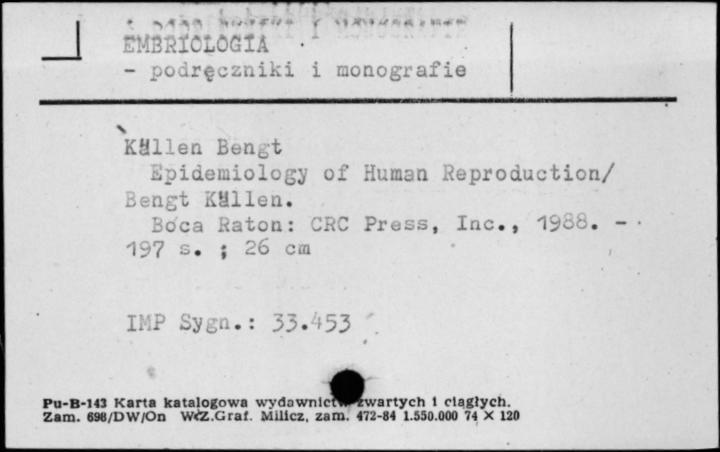 EMBRIOLOGIA
- podręczniki i monografie
Källen Bengt
Epidemiology of Human Reproduction/
Bengt Källen.
Boca Raton: CRC Press, Inc., 1988. -
197 s. ; 26 cm
IMP Sygn.: 33.453
Pu-B-143 Karta katalogowa wydawnictw zwartych i ciągłych.
Zam. 698/DW/On WZ.Graf. Milicz, zam. 472-84 1.550.000 74 X 120